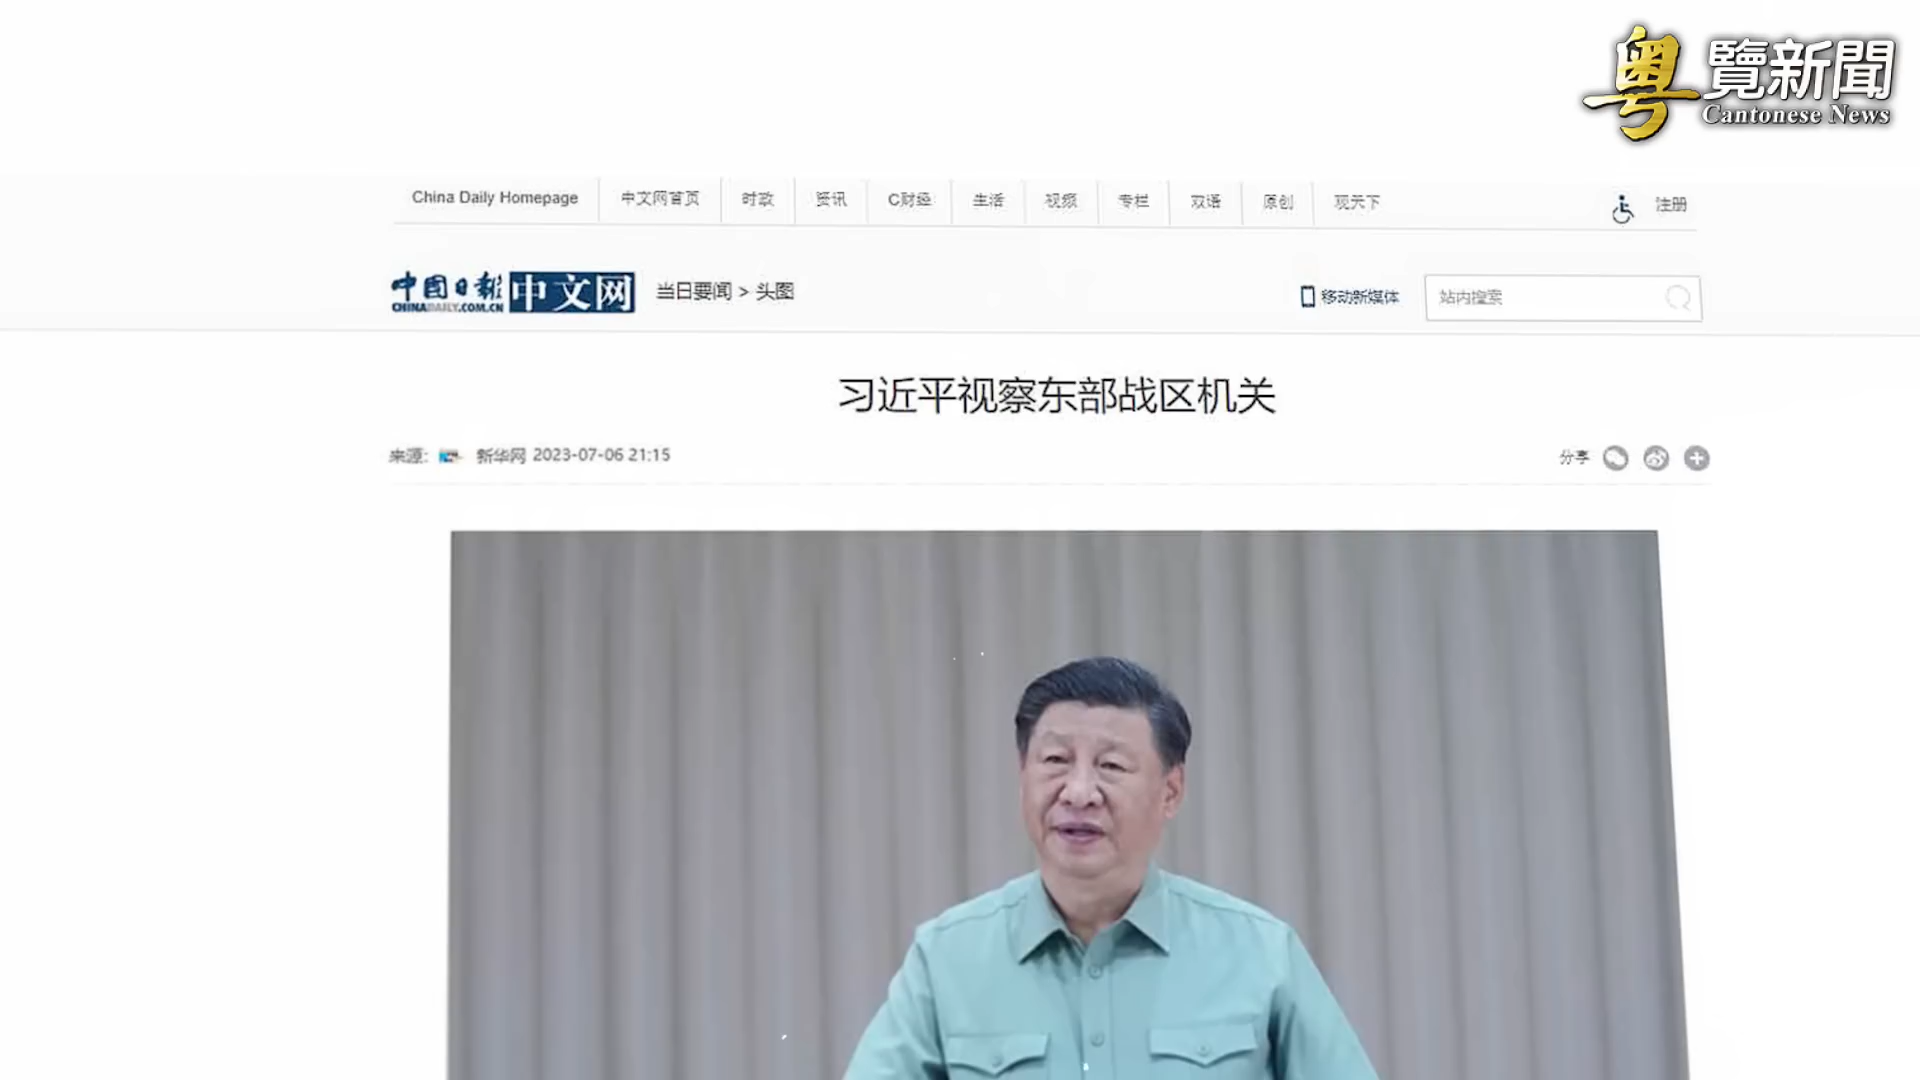 粤覽新聞
Cantonese News
China Daily Homepage 中文网首页 时政 资讯 C财经 生活 视频 专栏 双语 原创 观天下 注册
中国日报 中文网 当日要闻 > 头图 移动新媒体 站内搜索
CHINADAILY.COM.CN
习近平视察东部战区机关
来源: 新华网 2023-07-06 21:15 分享